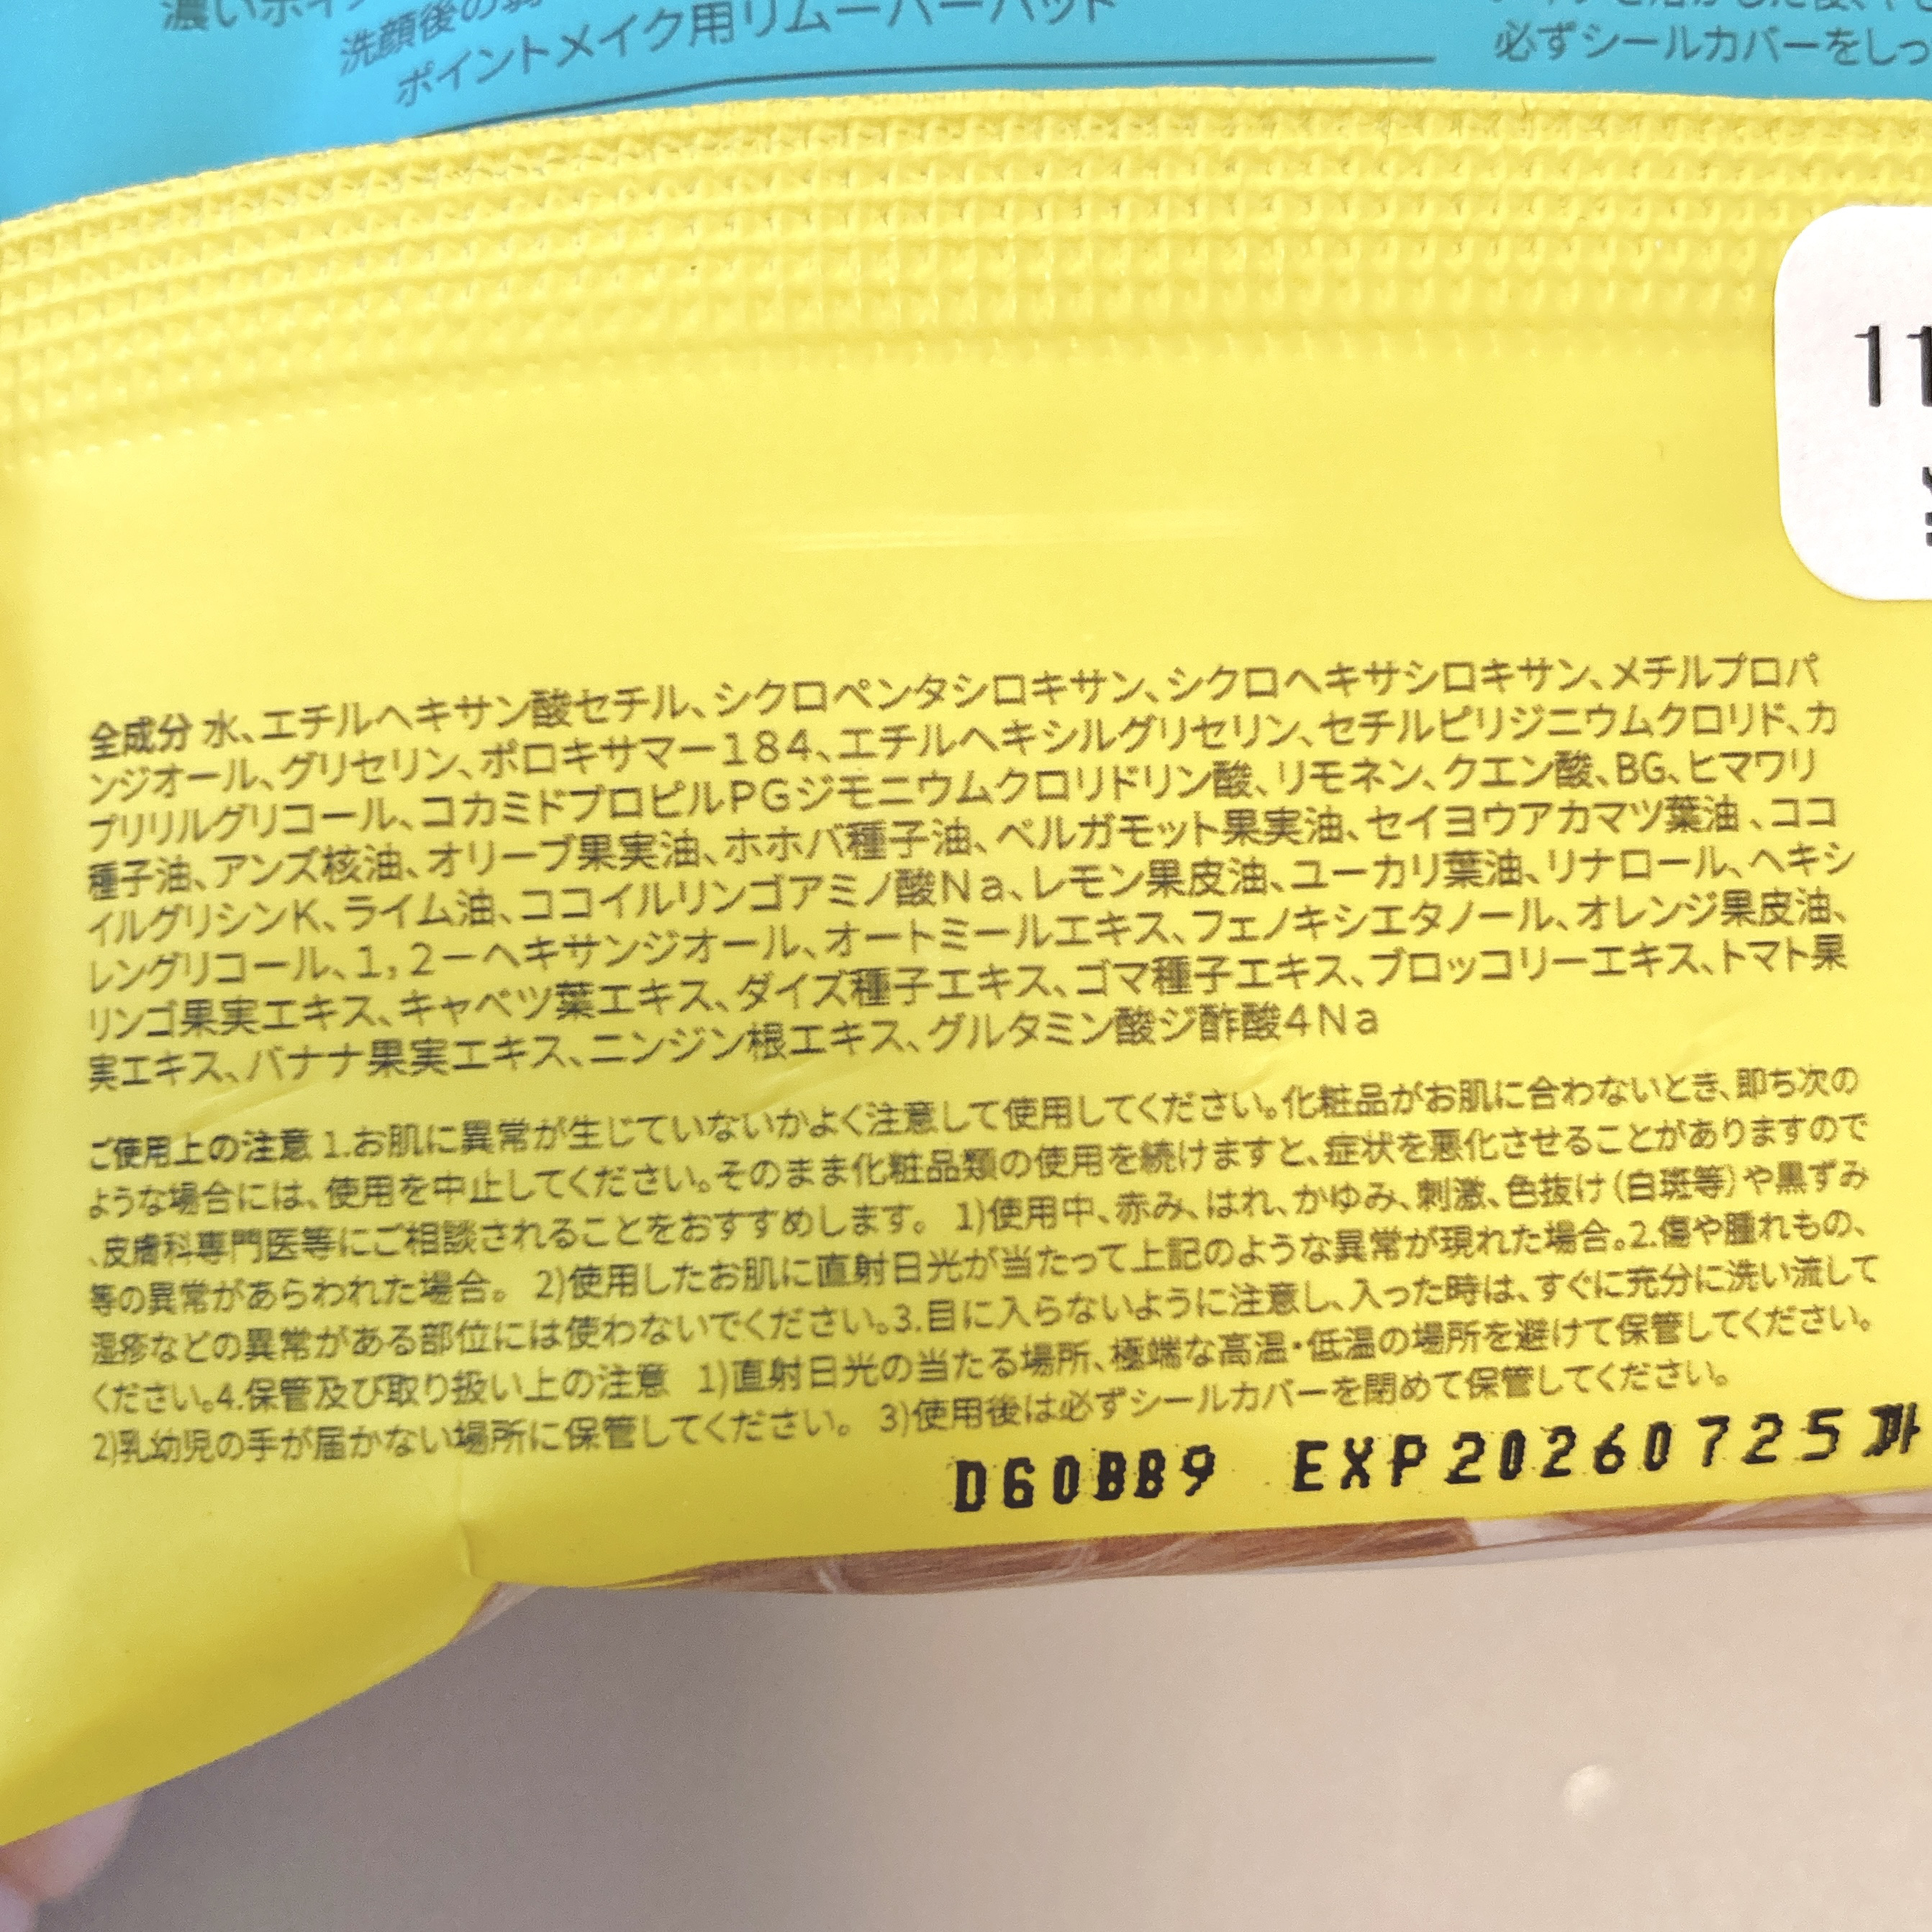 濃いポイン
洗顔後の
ポイントメイク用リムーバーパッド
必ずシールカバーをしっ
11
全成分 水、エチルヘキサン酸セチル、シクロペンタシロキサン、シクロヘキサシロキサン、メチルプロパ
ンジオール、グリセリン、ポロキサマー184、エチルヘキシルグリセリン、セチルピリジニウムクロリド、カ
プリリルグリコール、コカミドプロピルPGジモニウムクロリドリン酸、リモネン、クエン酸、BG、ヒマワリ
種子油、アンズ核油、オリーブ果実油、ホホバ種子油、ベルガモット果実油、セイヨウアカマツ葉油、ココ
イルグリシンK、ライム油、ココイルリンゴアミノ酸Na、レモン果皮油、ユーカリ葉油、リナロール、ヘキシ
レングリコール、1,2ーヘキサンジオール、オートミールエキス、フェノキシエタノール、オレンジ果皮油、
リンゴ果実エキス、キャベツ葉エキス、ダイズ種子エキス、ゴマ種子エキス、ブロッコリーエキス、トマト果
実エキス、バナナ果実エキス、ニンジン根エキス、グルタミン酸ジ酢酸4Na
ご使用上の注意 1.お肌に異常が生じていないかよく注意して使用してください。化粧品がお肌に合わないとき、即ち次の
ような場合には、使用を中止してください。そのまま化粧品類の使用を続けますと、症状を悪化させることがありますので
、皮膚科専門医等にご相談されることをおすすめします。 1)使用中、赤み、はれ、かゆみ、刺激、色抜け(白斑等)や黒ずみ
等の異常があらわれた場合。 2)使用したお肌に直射日光が当たって上記のような異常が現れた場合。2.傷や腫れもの、
湿疹などの異常がある部位には使わないでください。3.目に入らないように注意し、入った時は、すぐに充分に洗い流して
ください。4.保管及び取り扱い上の注意 1)直射日光の当たる場所、極端な高温・低温の場所を避けて保管してください。
2)乳幼児の手が届かない場所に保管してください。 3)使用後は必ずシールカバーを閉めて保管してください。
DG0BB9 EXP20260725까